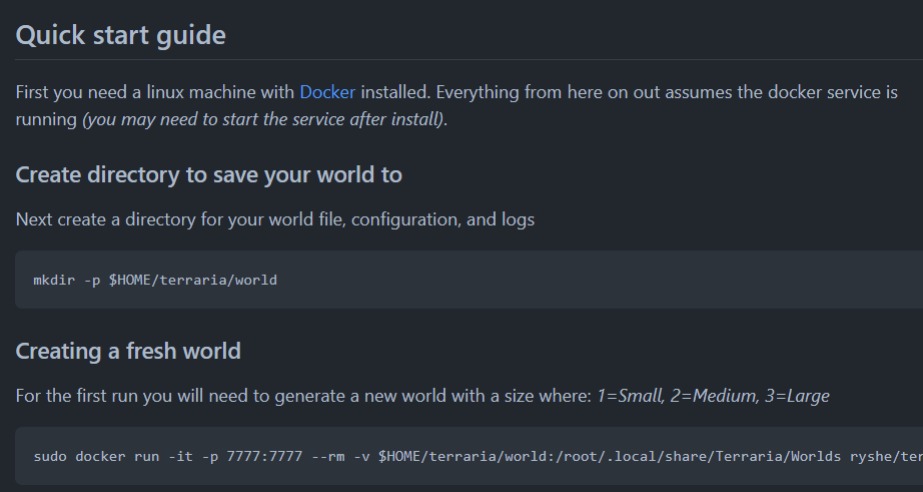 Quick start guide
First you need a linux machine with Docker installed. Everything from here on out assumes the docker service is
running (you may need to start the service after install).
Create directory to save your world to
Next create a directory for your world file, configuration, and logs
mkdir -p $HOME/terraria/world
Creating a fresh world
For the first run you will need to generate a new world with a size where: 1=Small, 2=Medium, 3=Large
sudo docker run -it -p 7777:7777 --rm -v $HOME/terraria/world:/root/.local/share/Terraria/Worlds ryshe/ter